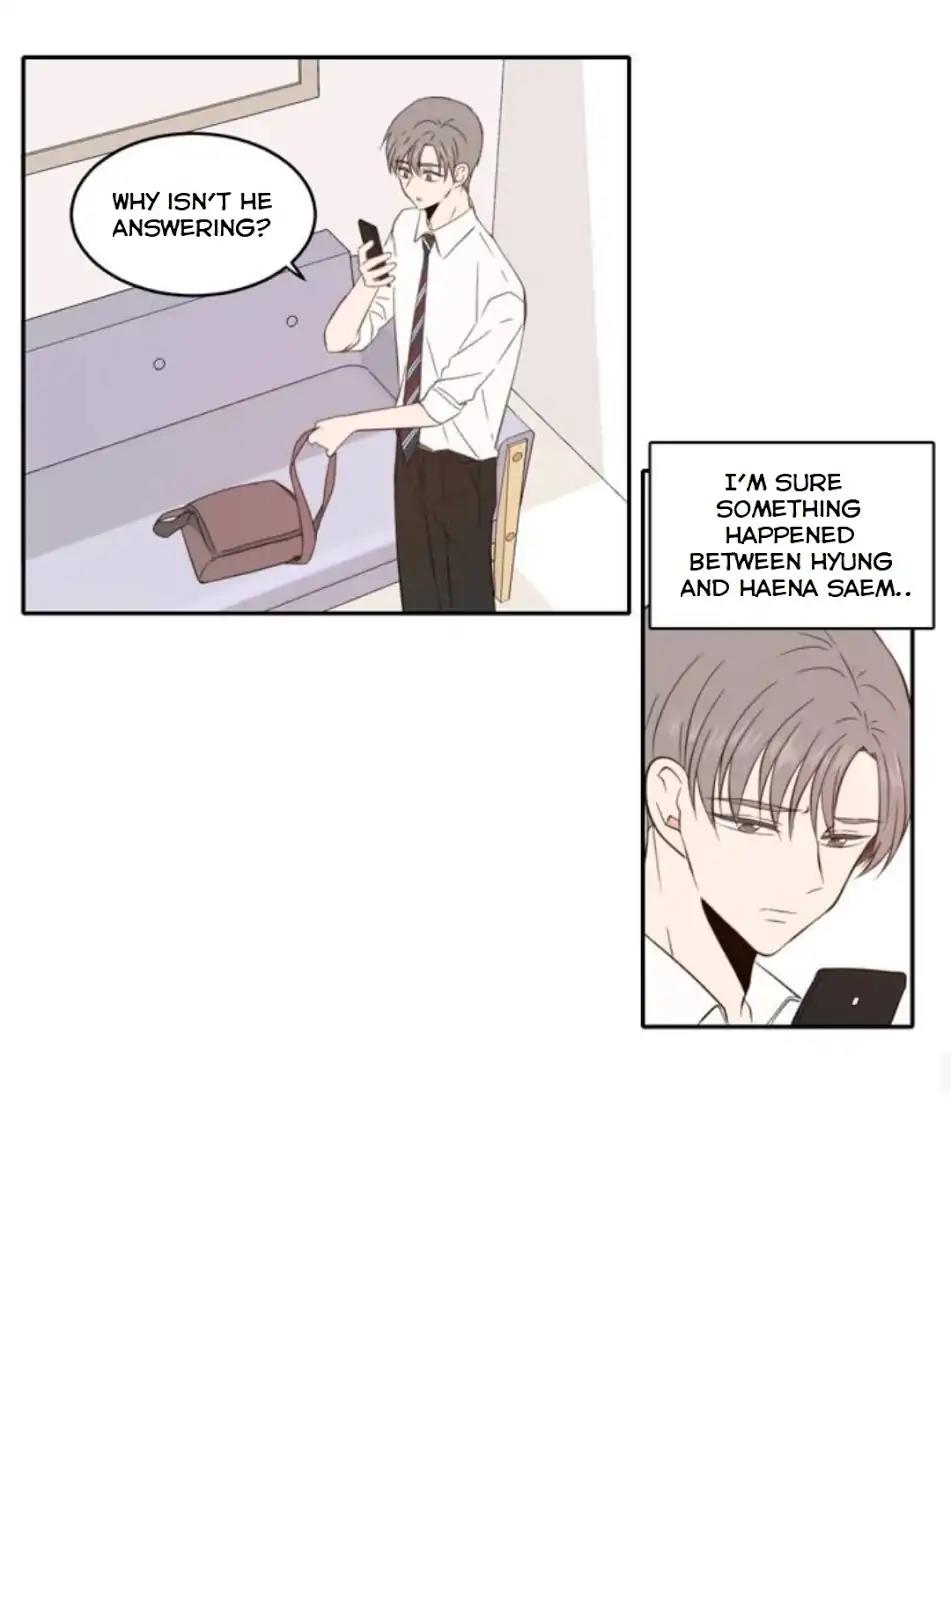 WHY ISN'T HE
ANSWERING?
I'M SURE
SOMETHING
HAPPENED
BETWEEN HYUNG
AND HAENA SAEM..